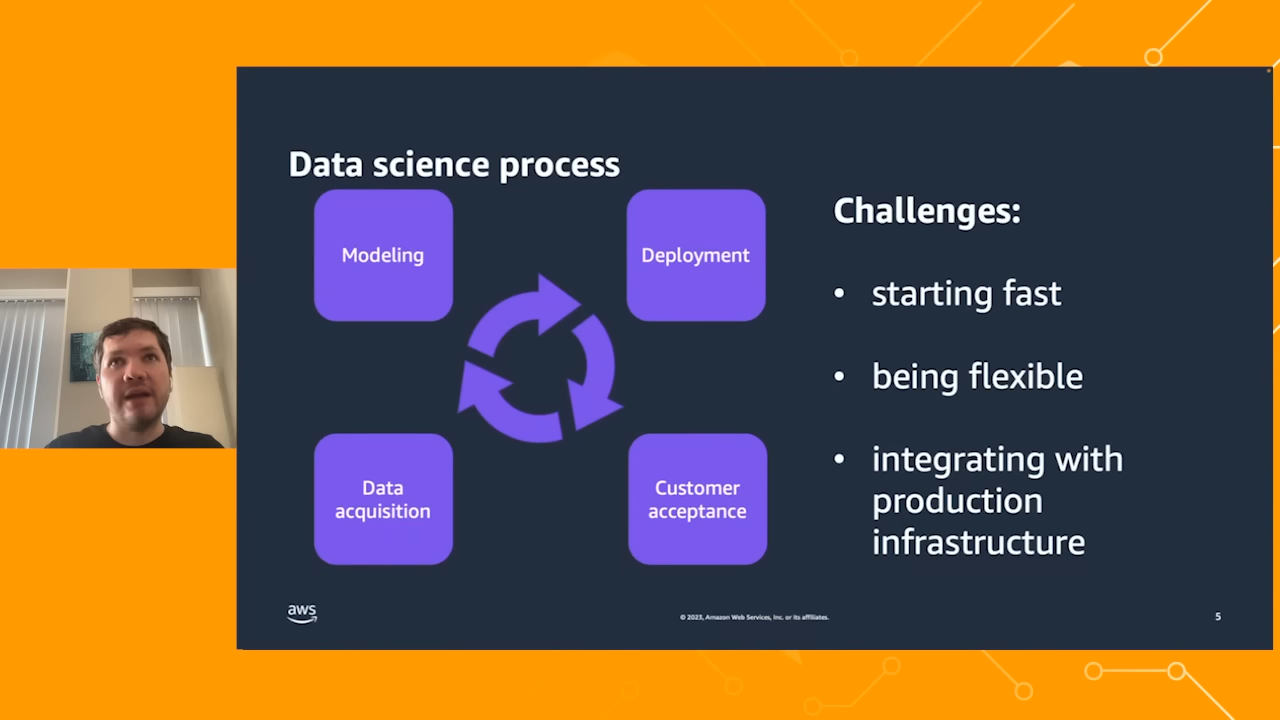 Data science process
Modeling
Deployment
Data
acquisition
Customer
acceptance
Challenges:
• starting fast
• being flexible
• integrating with
production
infrastructure
aws
© 2023, Amazon Web Services, Inc. or its affiliates.
5